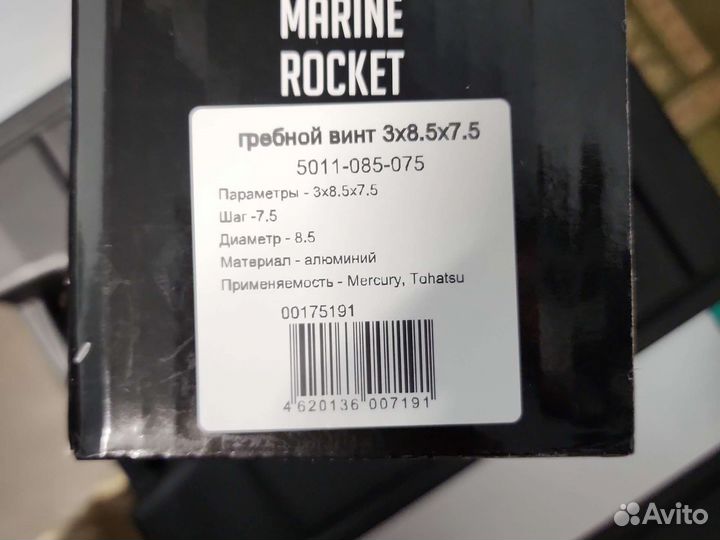 MARINE
ROCKET
гребной винт 3x8.5x7.5
5011-085-075
Параметры - 3x8.5x7.5
Шаг -7.5
Диаметр - 8.5
Материал - алюминий
Применяемость - Mercury, Tohatsu
00175191
4 620136 007191
Avito